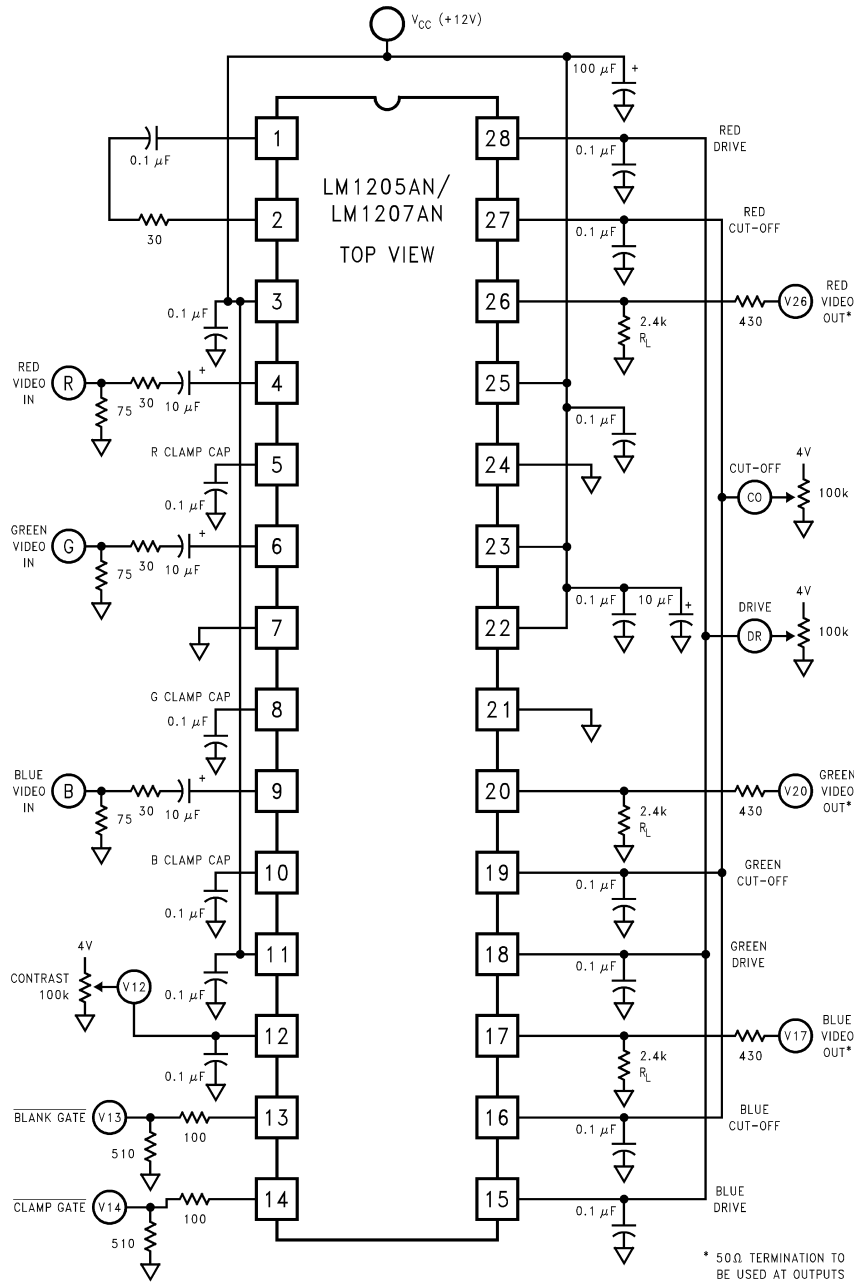 V_CC (+12V)
100 μF +
0.1 μF
1
28
0.1 μF
RED
DRIVE
LM1205AN/
LM1207AN
TOP VIEW
30
2
27
0.1 μF
RED
CUT-OFF
0.1 μF
3
26
2.4k
R_L
430
V26
RED
VIDEO
OUT*
RED
VIDEO
IN
R
75
30
10 μF
+
4
25
0.1 μF
R CLAMP CAP
0.1 μF
5
24
CUT-OFF
CO
4V
100k
GREEN
VIDEO
IN
G
75
30
10 μF
+
6
23
0.1 μF
10 μF
+
7
22
DRIVE
DR
4V
100k
G CLAMP CAP
0.1 μF
8
21
BLUE
VIDEO
IN
B
75
30
10 μF
+
9
20
2.4k
R_L
430
V20
GREEN
VIDEO
OUT*
B CLAMP CAP
0.1 μF
10
19
0.1 μF
GREEN
CUT-OFF
0.1 μF
11
18
0.1 μF
GREEN
DRIVE
4V
CONTRAST
100k
V12
0.1 μF
12
17
2.4k
R_L
430
V17
BLUE
VIDEO
OUT*
BLANK GATE
V13
510
100
13
16
0.1 μF
BLUE
CUT-OFF
CLAMP GATE
V14
510
100
14
15
0.1 μF
BLUE
DRIVE
* 50Ω TERMINATION TO
BE USED AT OUTPUTS